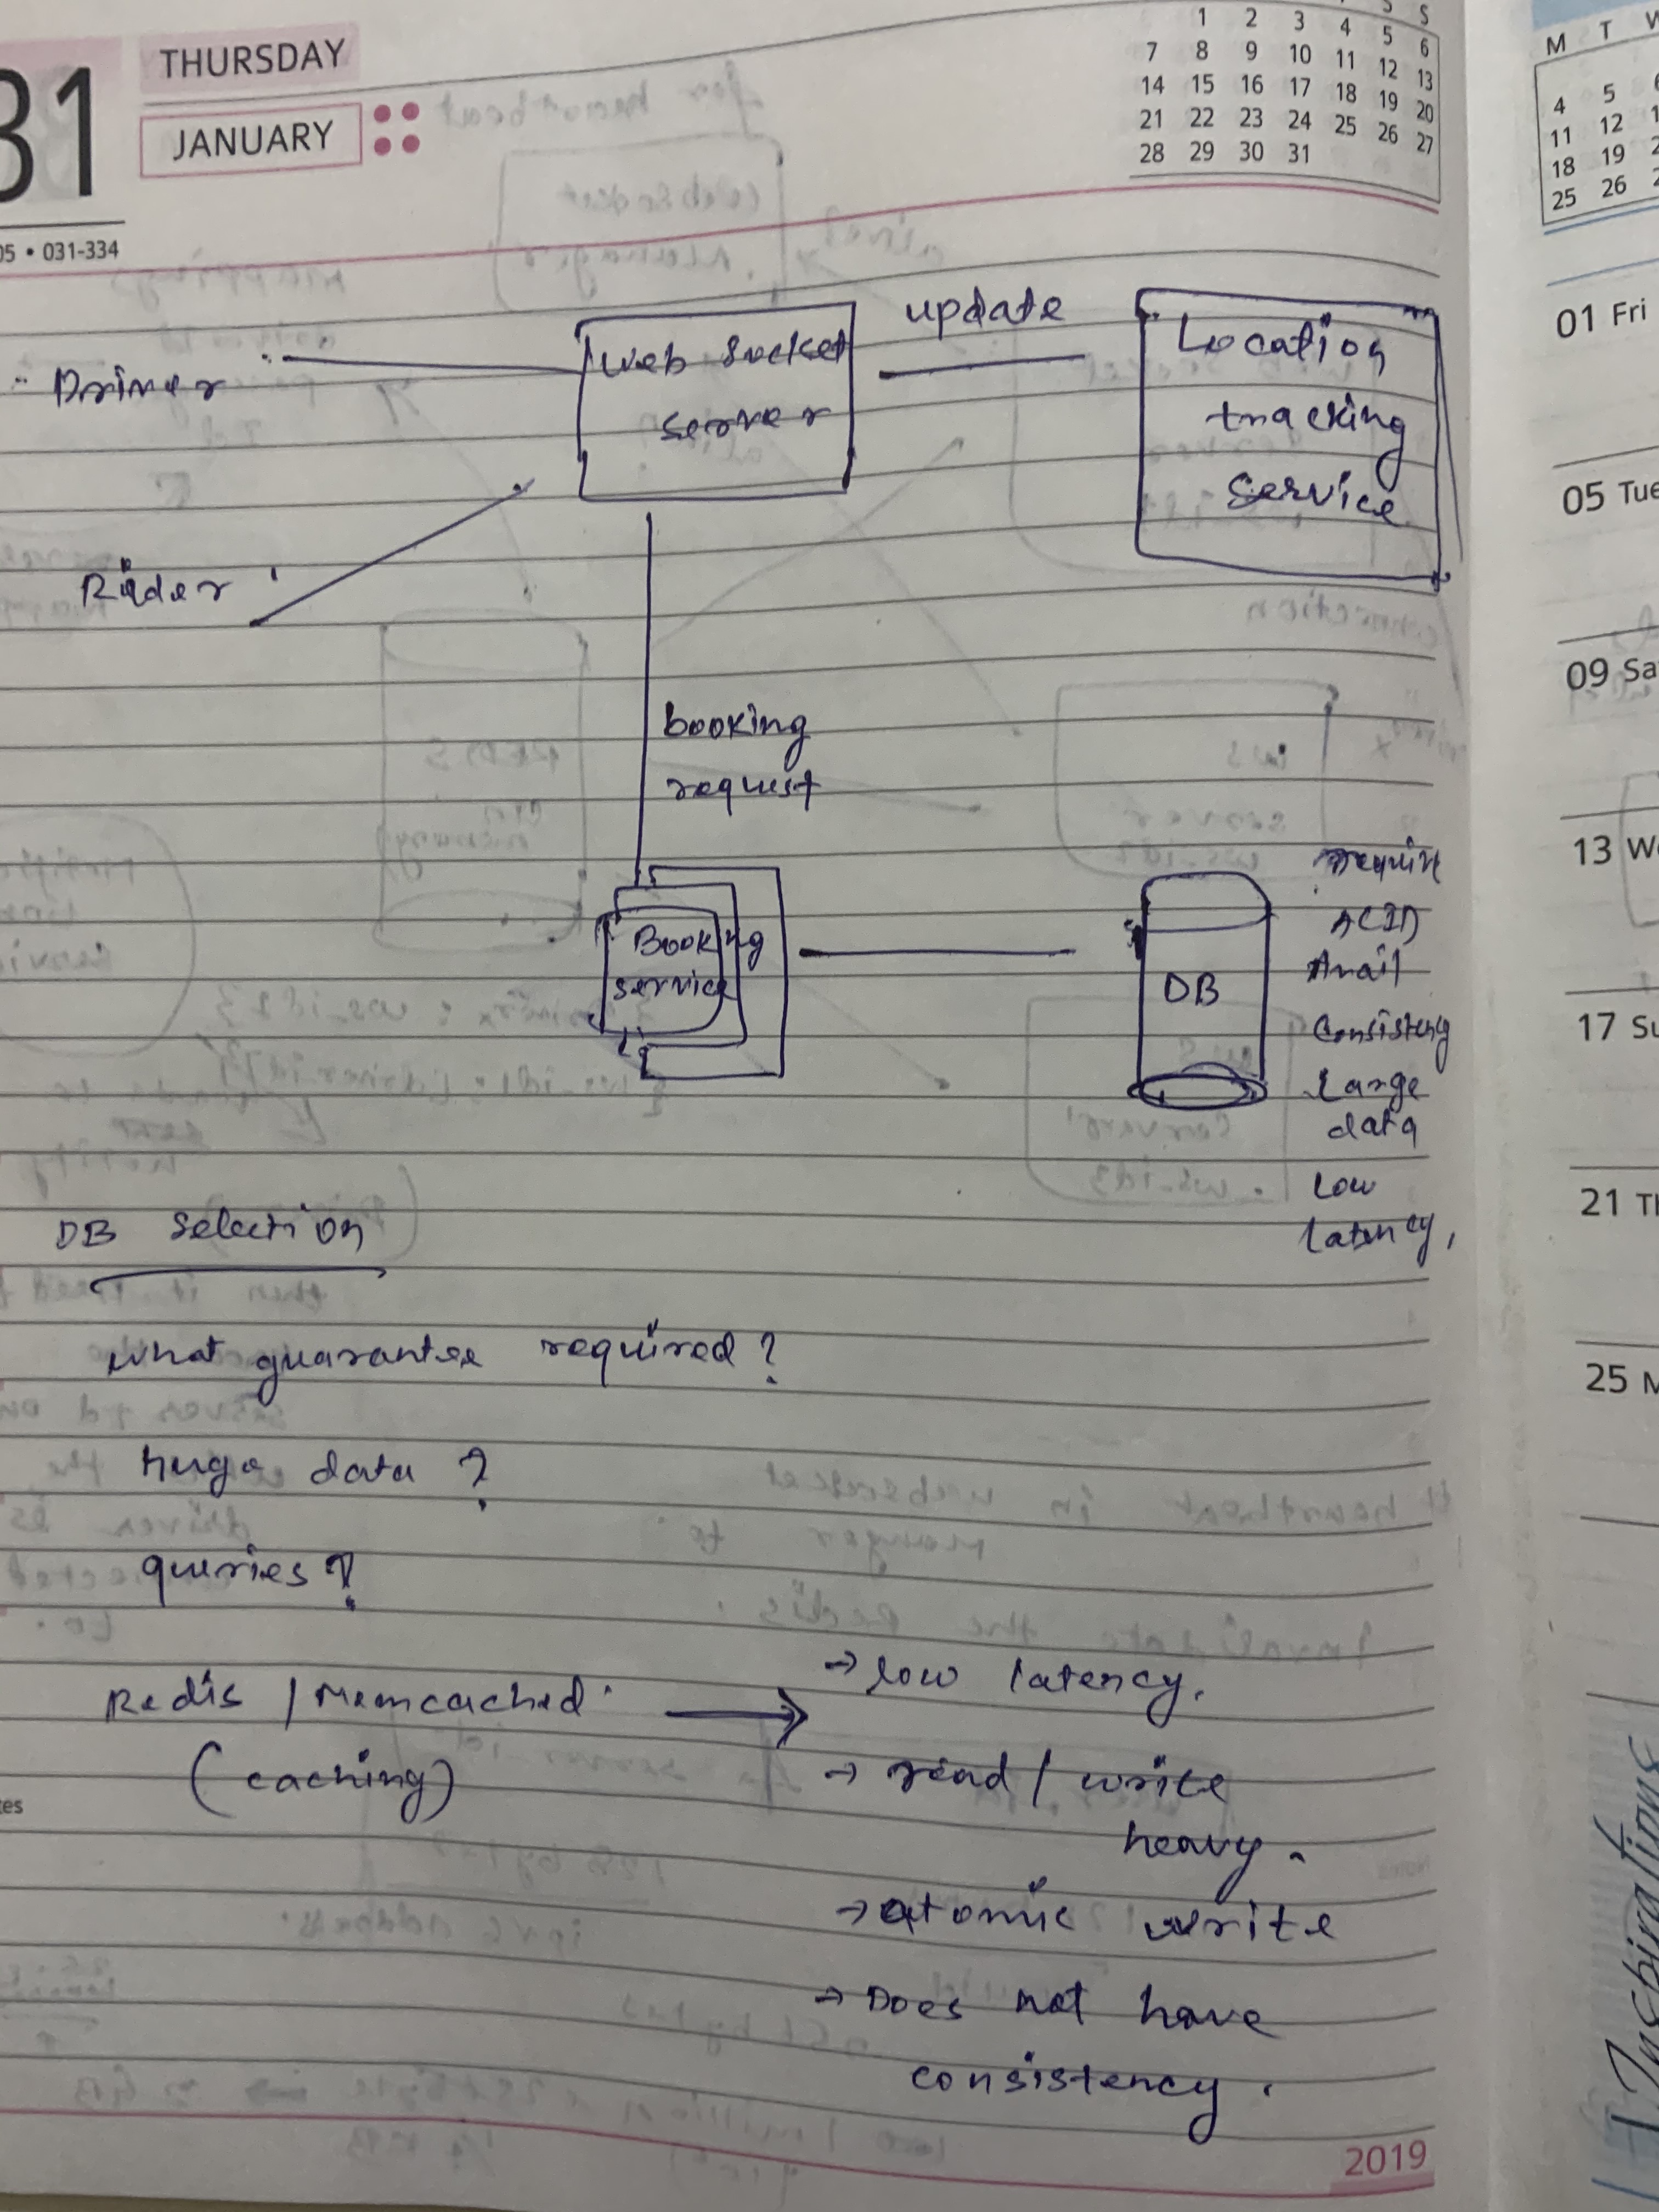 31
THURSDAY
JANUARY
05 • 031-334
S S
1 2 3 4 5 6
7 8 9 10 11 12 13
14 15 16 17 18 19 20
21 22 23 24 25 26 27
28 29 30 31
M T W
4 5 6
11 12
18 19
25 26
Driver
Web Socket
server
update
Location
tracking
Service
Rider
booking
request
Booking
service
DB
require
ACID
Avail
Consistency
Large
data
Low
latency,
DB selection
What guarantee required?
huge data ?
queries ?
Redis / Memcached
(caching)
→ low latency.
→ read / write
heavy.
→ atomic write
→ Does not have
consistency.
2019
01 Fri
05 Tue
09 Sa
13 We
17 Su
21 Th
25 M
Inspirations